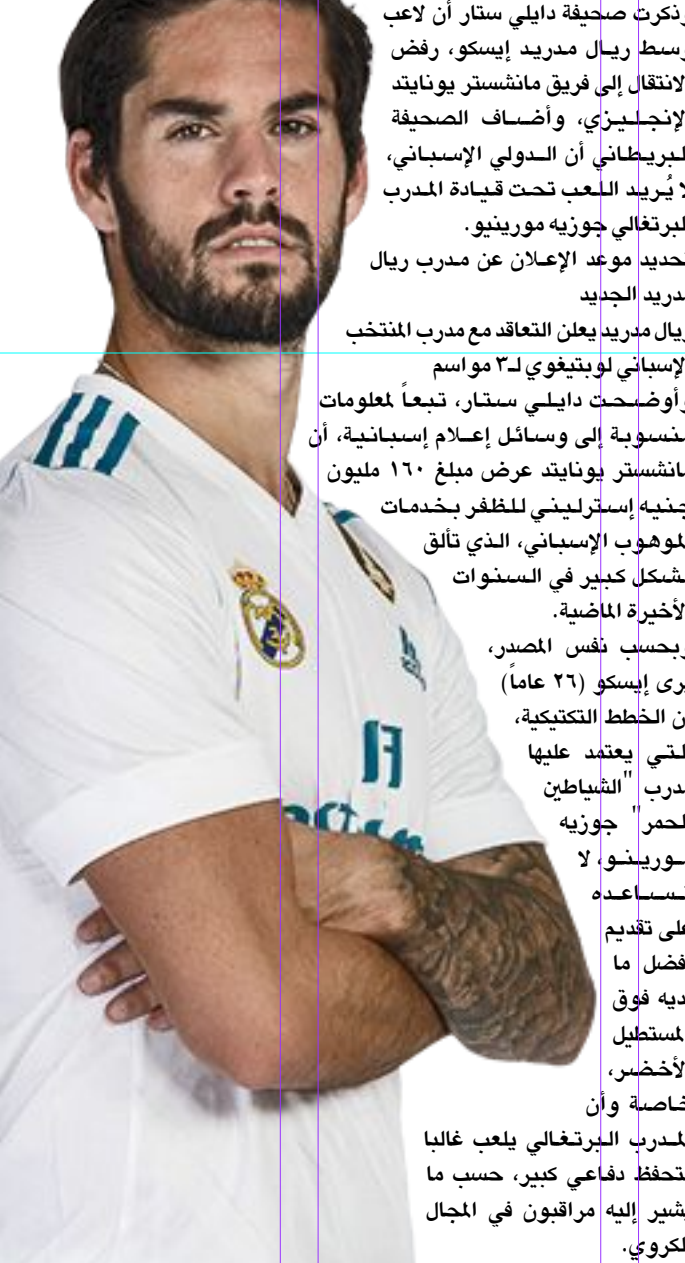 وذكرت صحيفة دايلي ستار أن لاعب
وسط ريال مدريد إيسكو، رفض
الانتقال إلى فريق مانشستر يونايتد
الإنجليزي، وأضاف الصحيفة
البريطاني أن الدولي الإسباني،
لا يُريد اللعب تحت قيادة المدرب
البرتغالي جوزيه مورينيو.
تحديد موعد الإعلان عن مدرب ريال
مدريد الجديد
ريال مدريد يعلن التعاقد مع مدرب المنتخب
الإسباني لوبتيغوي لـ٣ مواسم
وأوضحت دايلي ستار، تبعاً لمعلومات
منسوبة إلى وسائل إعلام إسبانية، أن
مانشستر يونايتد عرض مبلغ ١٦٠ مليون
جنيه إسترليني للظفر بخدمات
الموهوب الإسباني، الذي تألق
بشكل كبير في السنوات
الأخيرة الماضية.
وبحسب نفس المصدر،
يرى إيسكو (٢٦ عاماً)
أن الخطط التكتيكية،
التي يعتمد عليها
مدرب "الشياطين
الحمر" جوزيه
مورينو، لا
تساعده
على تقديم
أفضل ما
لديه فوق
المستطيل
الأخضر،
خاصة وأن
المدرب البرتغالي يلعب غالبا
بتحفظ دفاعي كبير، حسب ما
يشير إليه مراقبون في المجال
الكروي.